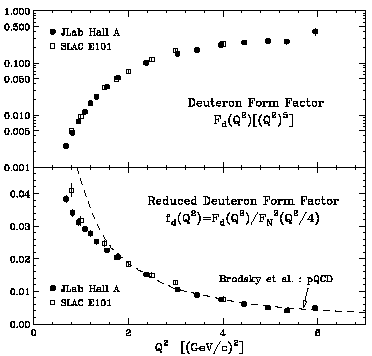 1.000
0.500
0.100
0.050
0.010
0.005
0.001
JLab Hall A
SLAC E101
Deuteron Form Factor
F_d(Q²)[(Q²)⁵]
0.04
0.03
0.02
0.01
0.00
Reduced Deuteron Form Factor
f_d(Q²)=F_d(Q²)/F_N²(Q²/4)
Brodsky et al.: pQCD
JLab Hall A
SLAC E101
0 2 4 6
Q² [(GeV/c)²]